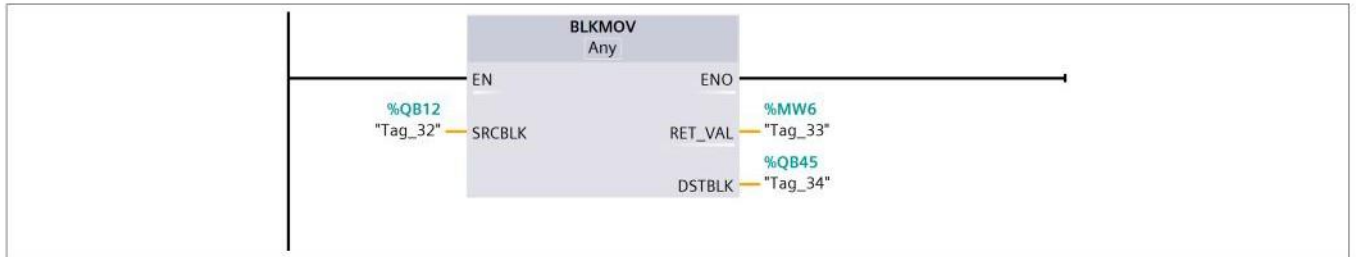 BLKMOV
Any
EN ENO
%QB12 %MW6
"Tag_32" SRCBLK RET_VAL "Tag_33"
%QB45
DSTBLK "Tag_34"